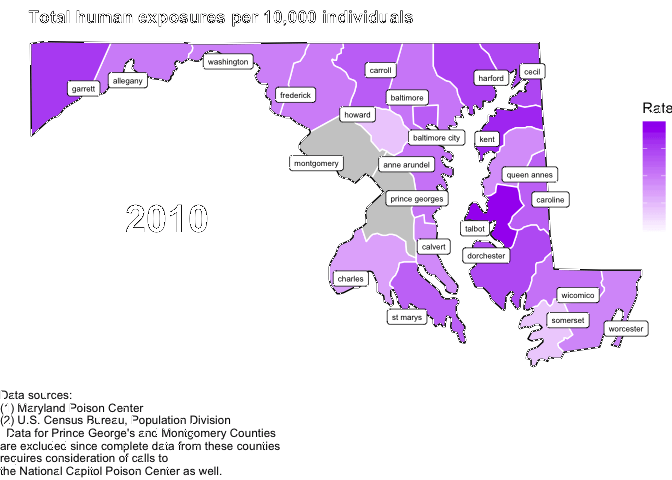 Total human exposures per 10,000 individuals
washington
carroll
cecil
harford
allegany
garrett
frederick
baltimore
howard
baltimore city
kent
montgomery
anne arundel
queen annes
prince georges
caroline
2010
talbot
calvert
dorchester
charles
wicomico
st marys
somerset
worcester
Rate
Data sources:
(1) Maryland Poison Center
(2) U.S. Census Bureau, Population Division
Data for Prince George's and Montgomery Counties
are excluded since complete data from these counties
requires consideration of calls to
the National Capitol Poison Center as well.